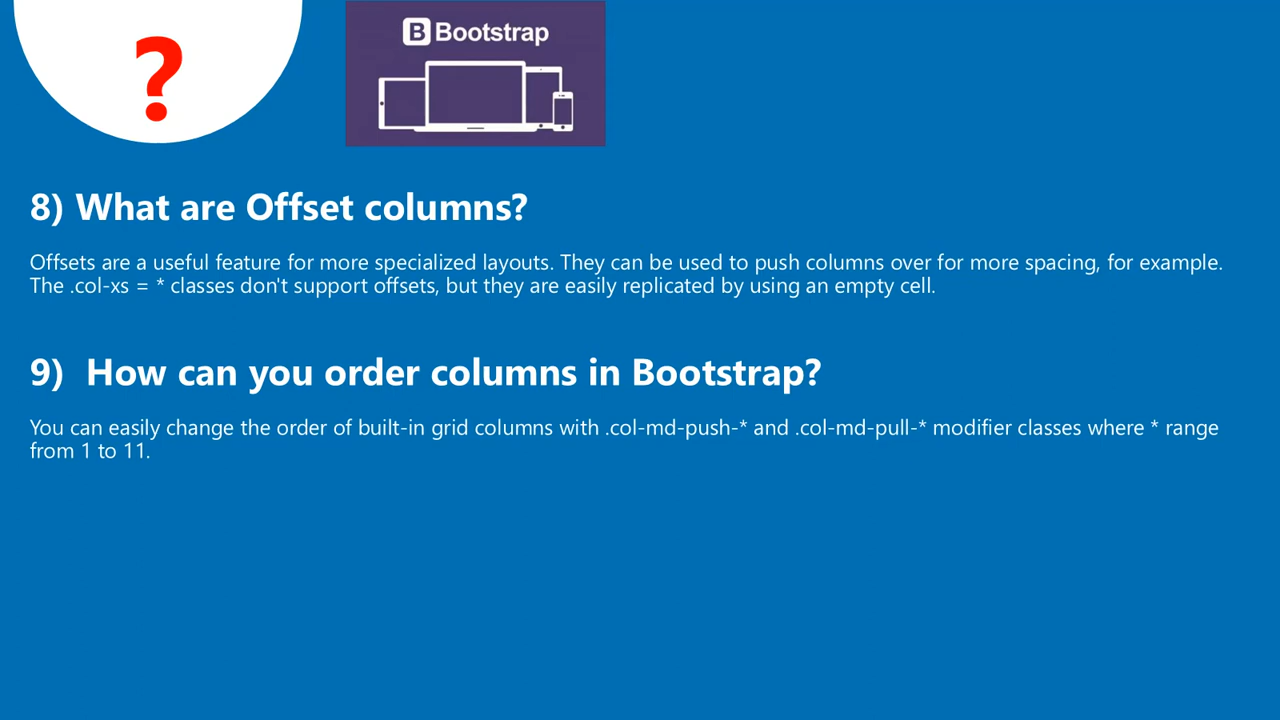 ?
B Bootstrap
8) What are Offset columns?
Offsets are a useful feature for more specialized layouts. They can be used to push columns over for more spacing, for example.
The .col-xs = * classes don't support offsets, but they are easily replicated by using an empty cell.
9)  How can you order columns in Bootstrap?
You can easily change the order of built-in grid columns with .col-md-push-* and .col-md-pull-* modifier classes where * range
from 1 to 11.